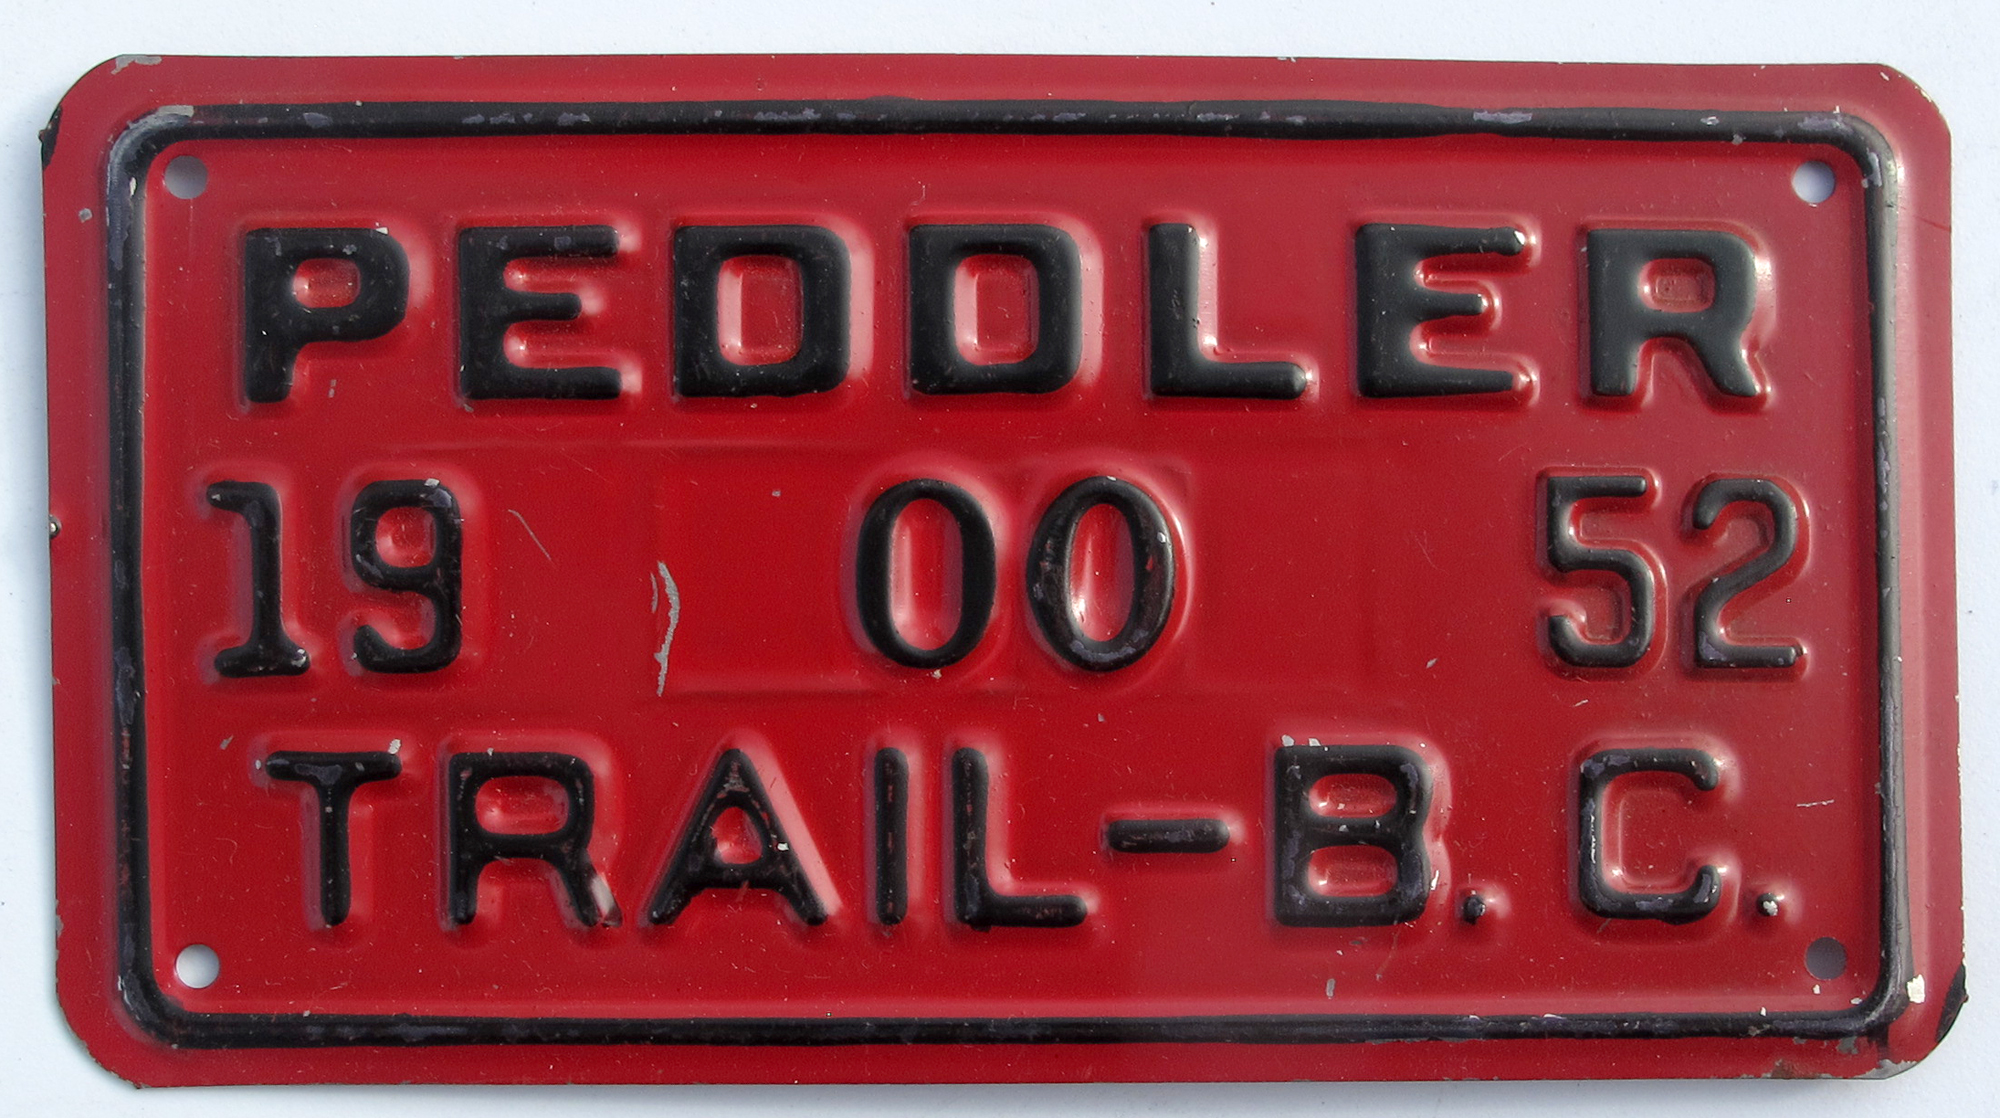 PEDDLER
19 00 52
TRAIL-B.C.